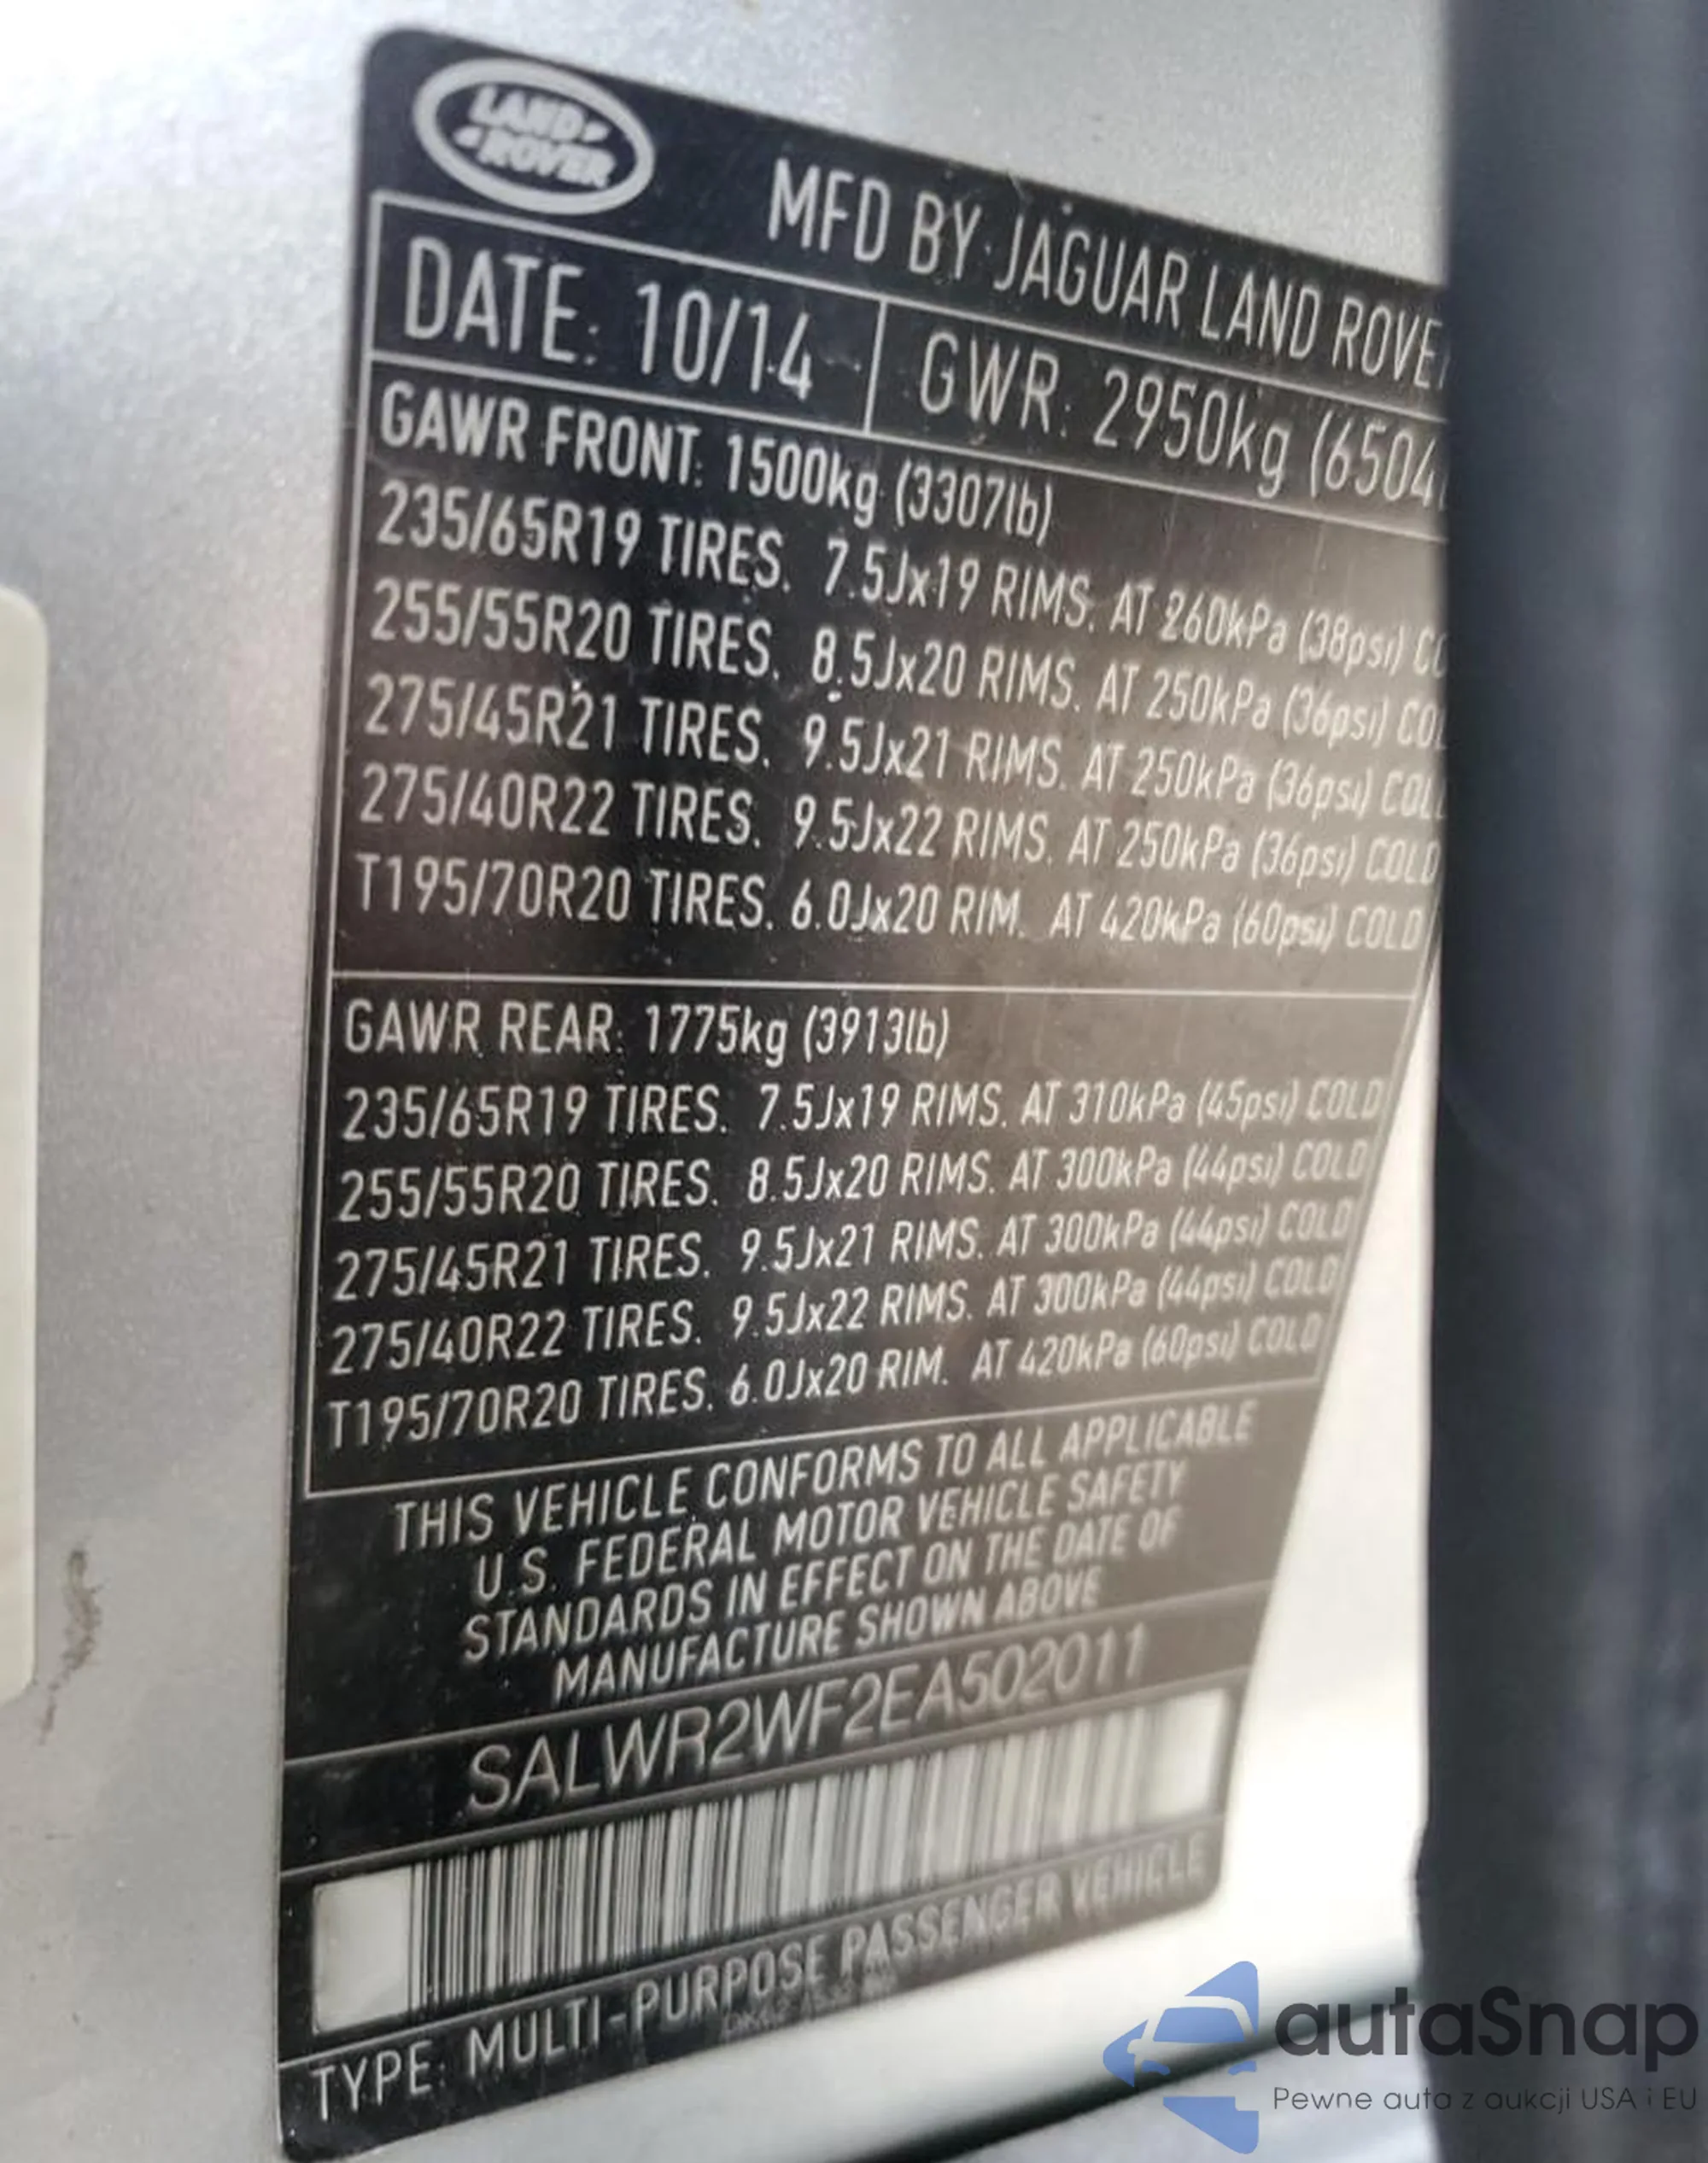 LAND
ROVER
MFD BY JAGUAR LAND ROVE
DATE: 10/14
GWR: 2950kg (6504
GAWR FRONT: 1500kg (3307lb)
235/65R19 TIRES. 7.5Jx19 RIMS. AT 260kPa (38psi) CO
255/55R20 TIRES. 8.5Jx20 RIMS. AT 250kPa (36psi) COL
275/45R21 TIRES. 9.5Jx21 RIMS. AT 250kPa (36psi) COL
275/40R22 TIRES. 9.5Jx22 RIMS. AT 250kPa (36psi) COLD
T195/70R20 TIRES. 6.0Jx20 RIM. AT 420kPa (60psi) COLD
GAWR REAR: 1775kg (3913lb)
235/65R19 TIRES. 7.5Jx19 RIMS. AT 310kPa (45psi) COLD
255/55R20 TIRES. 8.5Jx20 RIMS. AT 300kPa (44psi) COLD
275/45R21 TIRES. 9.5Jx21 RIMS. AT 300kPa (44psi) COLD
275/40R22 TIRES. 9.5Jx22 RIMS. AT 300kPa (44psi) COLD
T195/70R20 TIRES. 6.0Jx20 RIM. AT 420kPa (60psi) COLD
THIS VEHICLE CONFORMS TO ALL APPLICABLE
U.S. FEDERAL MOTOR VEHICLE SAFETY
STANDARDS IN EFFECT ON THE DATE OF
MANUFACTURE SHOWN ABOVE
SALWR2WF2EA502011
TYPE: MULTI-PURPOSE PASSENGER VEHICLE
autaSnap
Pewne auta z aukcji USA i EU